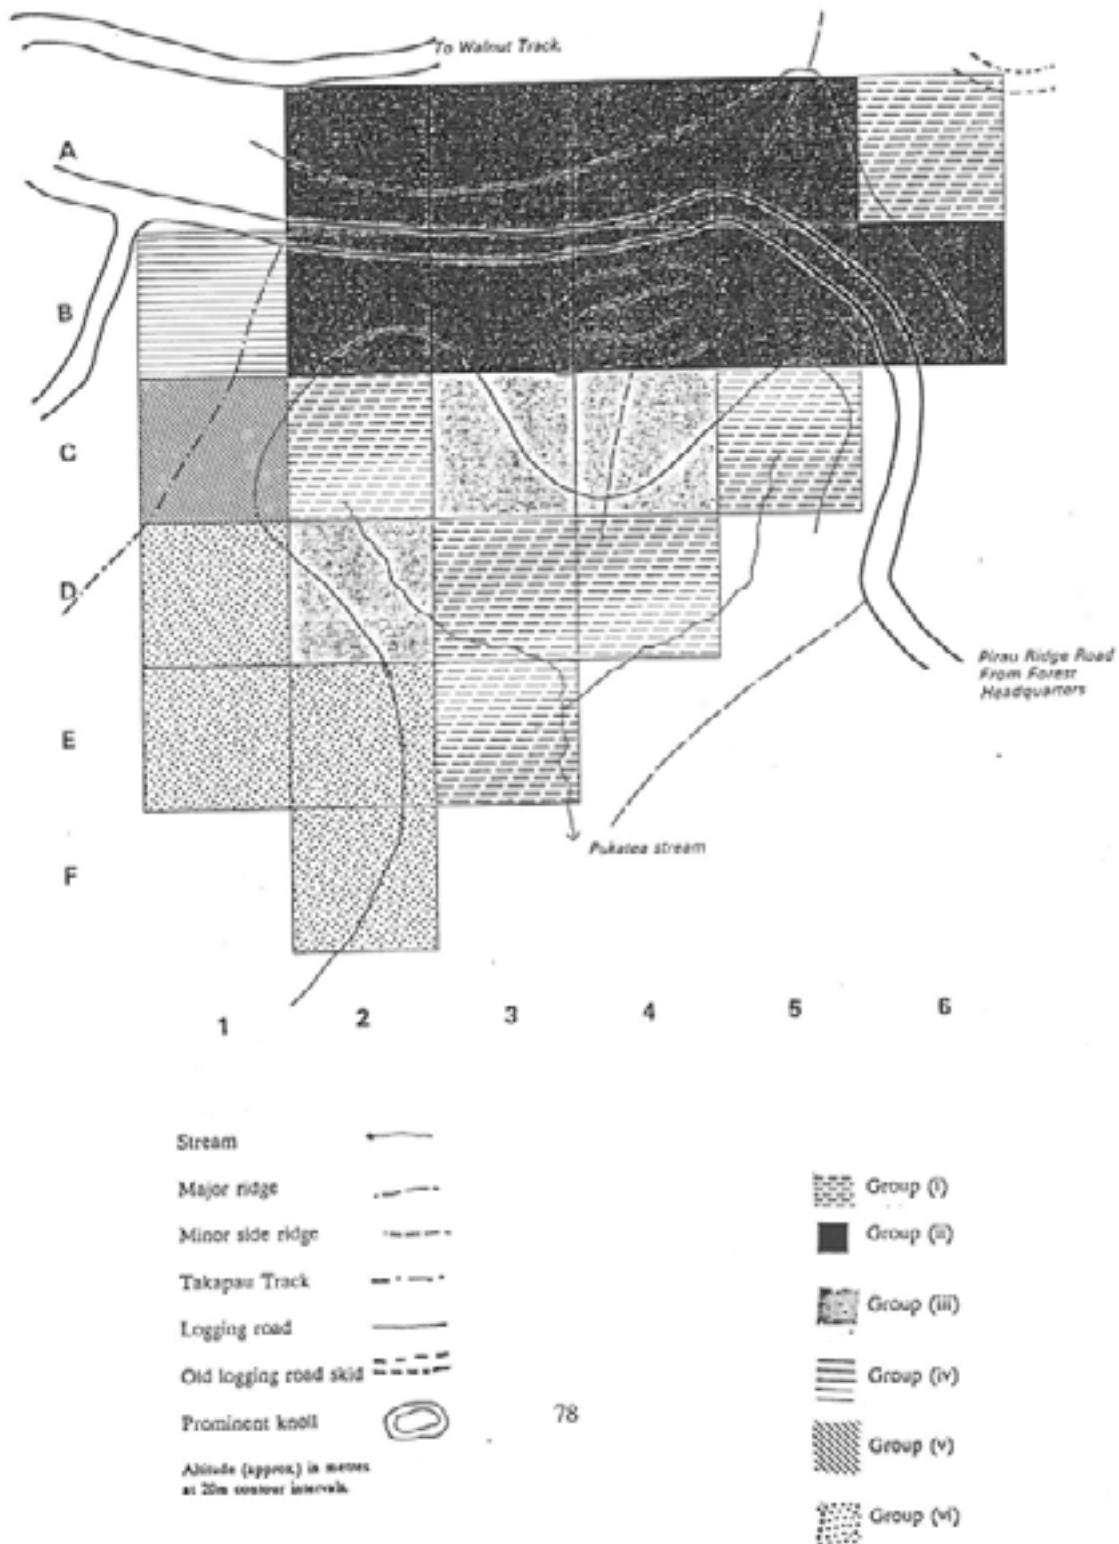 To Walnut Track.
A
B
C
D
E
F
Pirau Ridge Road
From Forest
Headquarters
Pukatea stream
1
2
3
4
5
6
Stream
Major ridge
Minor side ridge
Takapau Track
Logging road
Old logging road skid
Prominent knoll
Altitude (approx.) in metres
at 20m contour intervals.
78
Group (i)
Group (ii)
Group (iii)
Group (iv)
Group (v)
Group (vi)